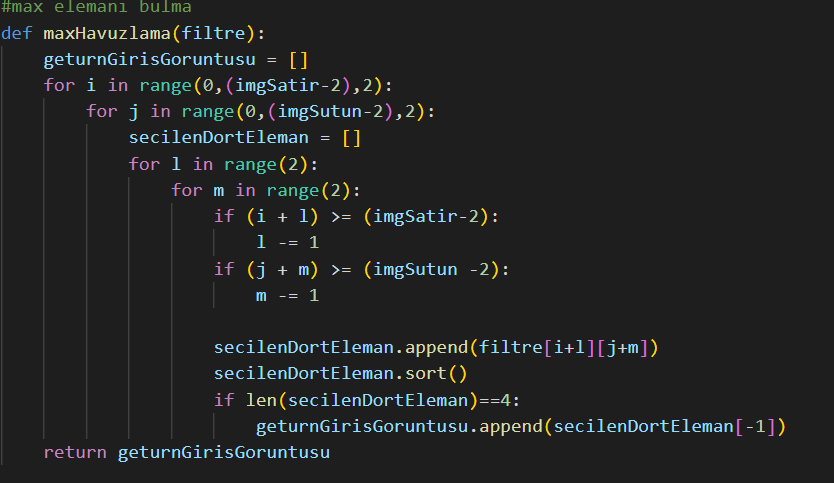 #max elemanı bulma
def maxHavuzlama(filtre):
    geturnGirisGoruntusu = []
    for i in range(0,(imgSatir-2),2):
        for j in range(0,(imgSutun-2),2):
            secilenDortEleman = []
            for l in range(2):
                for m in range(2):
                    if (i + l) >= (imgSatir-2):
                        l -= 1
                    if (j + m) >= (imgSutun -2):
                        m -= 1

                    secilenDortEleman.append(filtre[i+l][j+m])
                    secilenDortEleman.sort()
                    if len(secilenDortEleman)==4:
                        geturnGirisGoruntusu.append(secilenDortEleman[-1])
    return geturnGirisGoruntusu